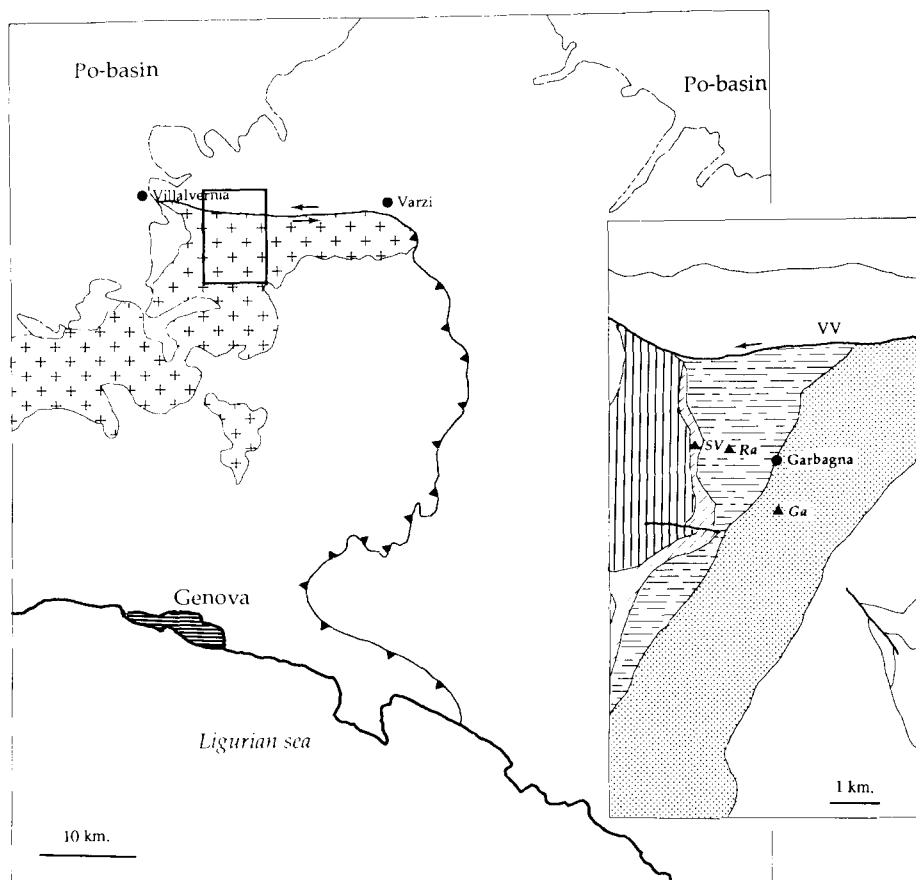 Po-basin
Po-basin
Villalvernia
Varzi
VV
SV
Ra
Garbagna
Ga
Genova
Ligurian sea
1 km.
10 km.